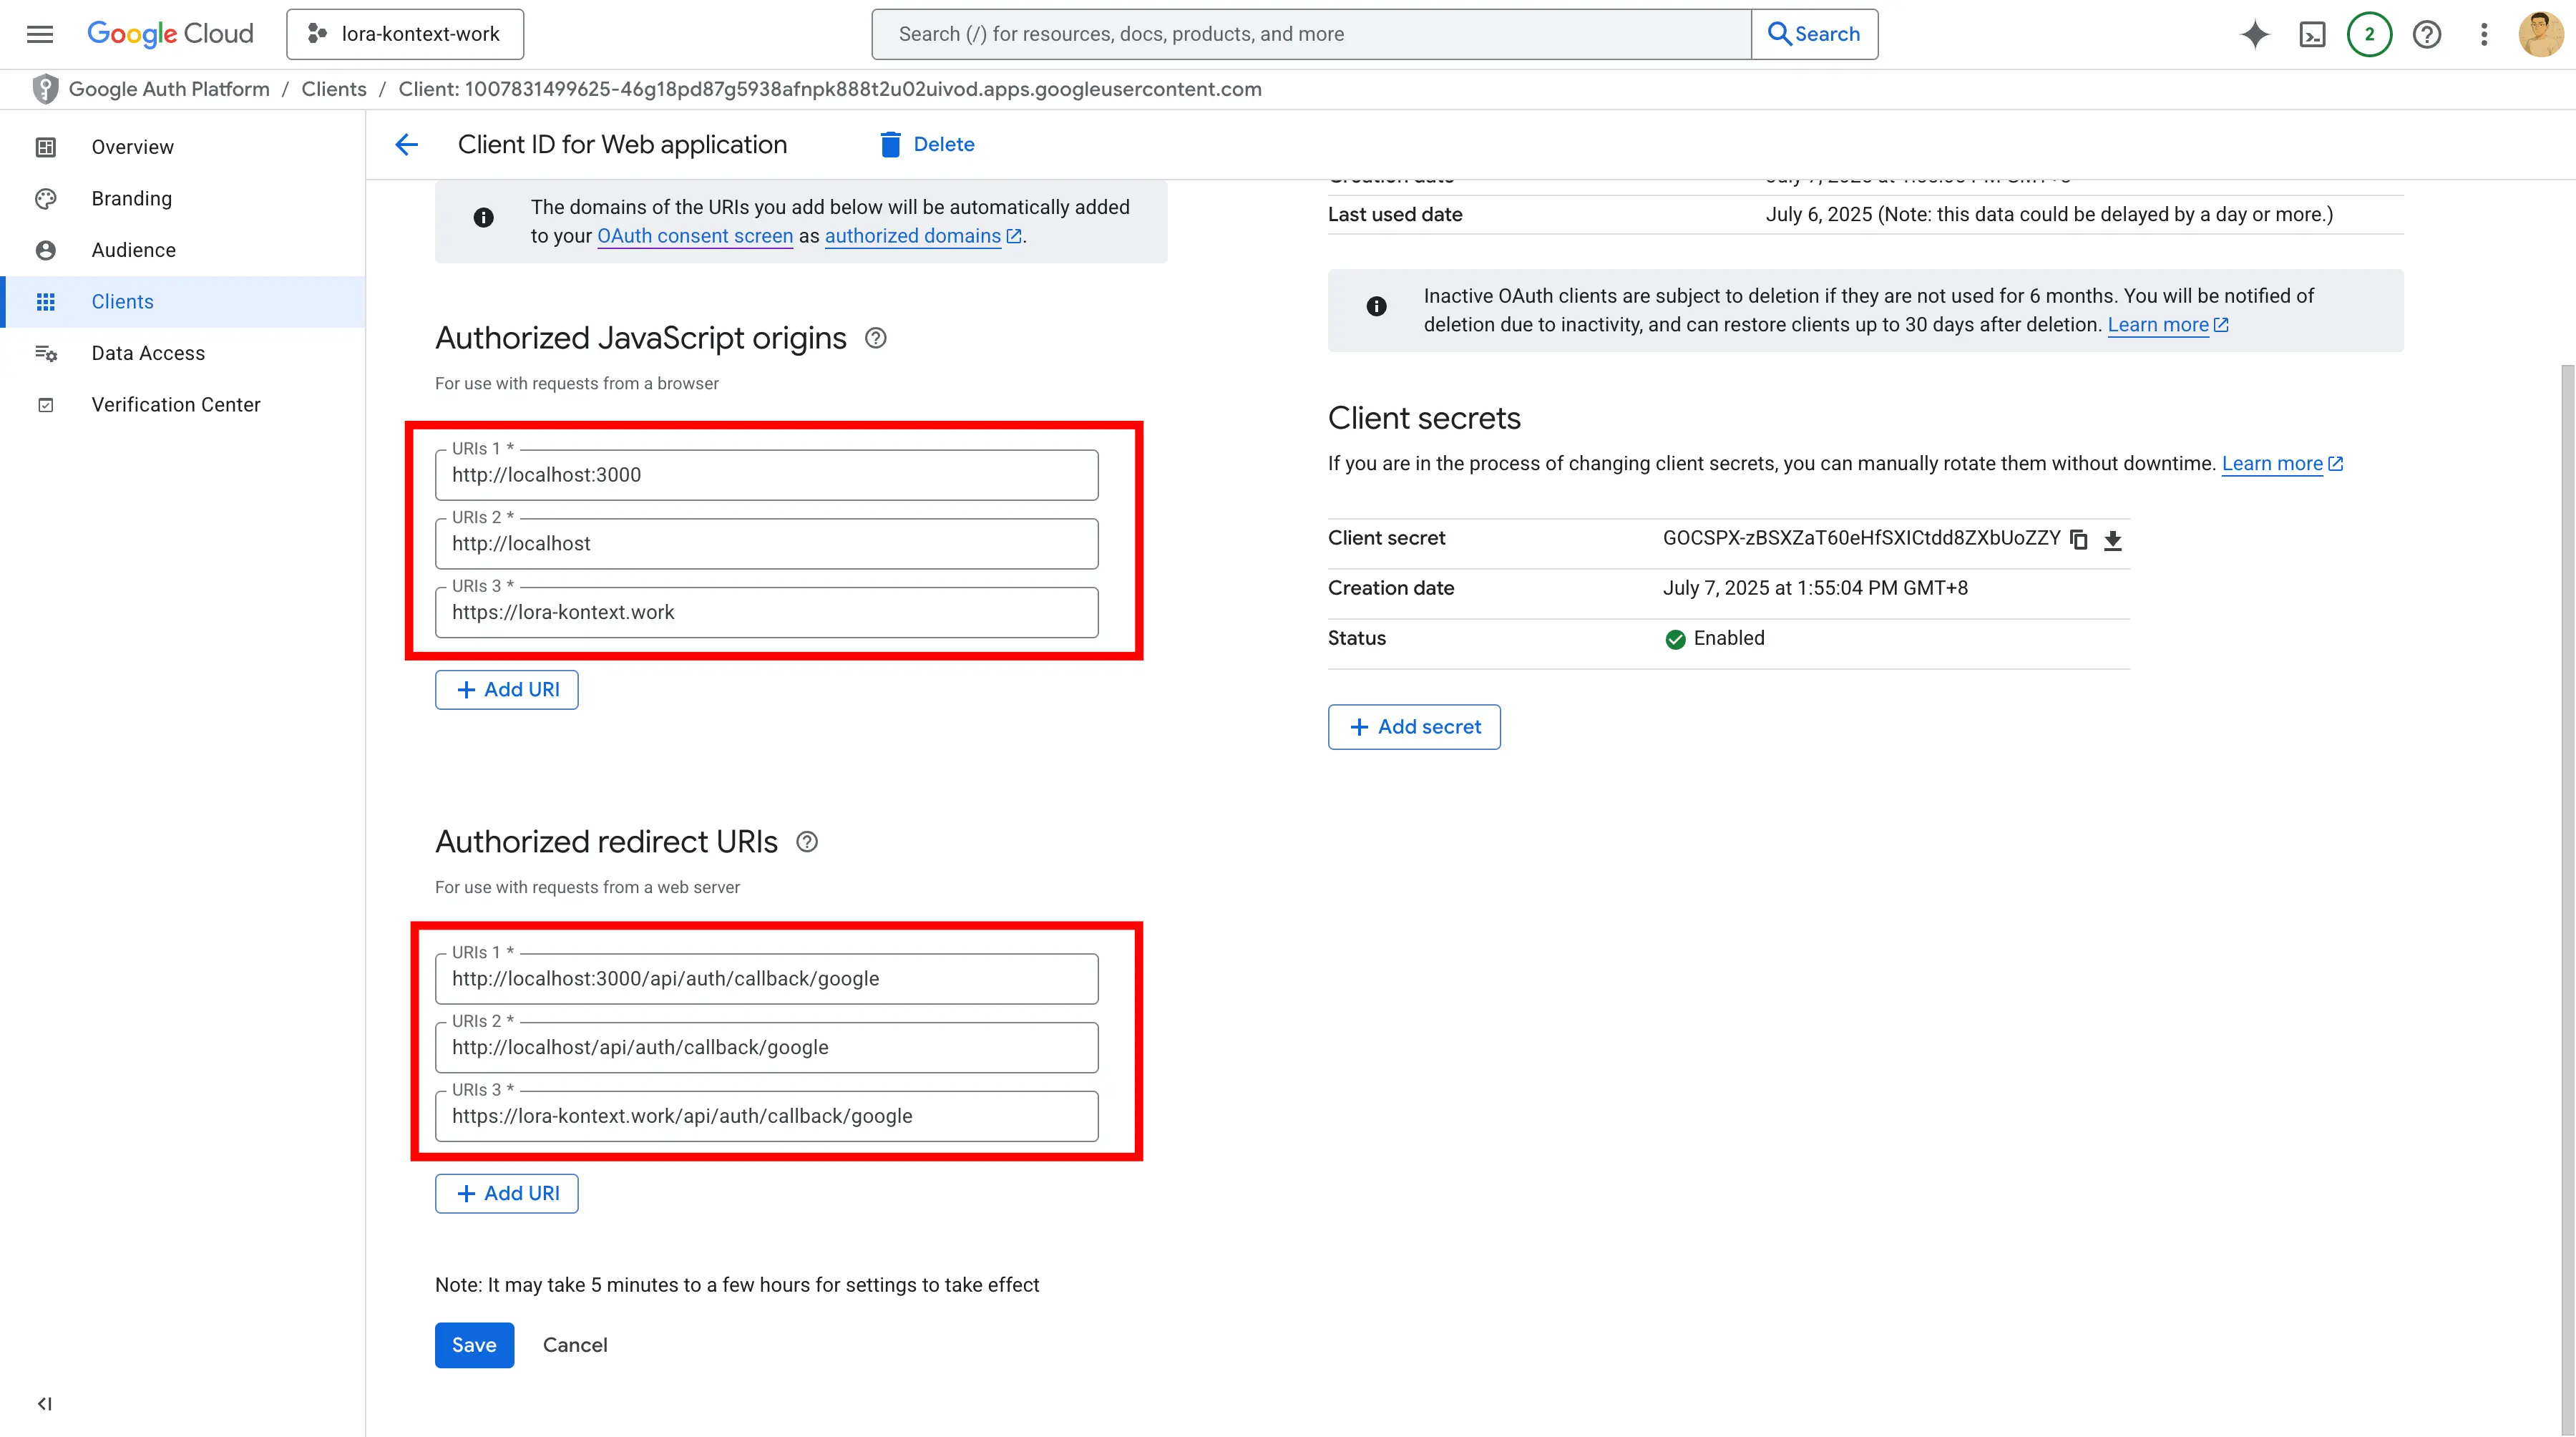 Google Cloud
lora-kontext-work
Search (/) for resources, docs, products, and more
Search
2
Google Auth Platform / Clients / Client: 1007831499625-46g18pd87g5938afnpk888t2u02uivod.apps.googleusercontent.com
Overview
Branding
Audience
Clients
Data Access
Verification Center
Client ID for Web application
Delete
The domains of the URIs you add below will be automatically added
to your OAuth consent screen as authorized domains.
Authorized JavaScript origins
For use with requests from a browser
URIs 1 *
http://localhost:3000
URIs 2 *
http://localhost
URIs 3 *
https://lora-kontext.work
+ Add URI
Authorized redirect URIs
For use with requests from a web server
URIs 1 *
http://localhost:3000/api/auth/callback/google
URIs 2 *
http://localhost/api/auth/callback/google
URIs 3 *
https://lora-kontext.work/api/auth/callback/google
+ Add URI
Note: It may take 5 minutes to a few hours for settings to take effect
Save
Cancel
Creation date
Last used date
July 6, 2025 (Note: this data could be delayed by a day or more.)
Inactive OAuth clients are subject to deletion if they are not used for 6 months. You will be notified of
deletion due to inactivity, and can restore clients up to 30 days after deletion. Learn more
Client secrets
If you are in the process of changing client secrets, you can manually rotate them without downtime. Learn more
Client secret
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
Creation date
July 7, 2025 at 1:55:04 PM GMT+8
Status
Enabled
+ Add secret